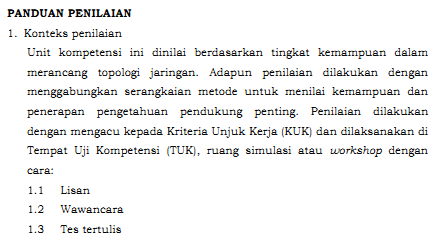 PANDUAN PENILAIAN
1. Konteks penilaian
Unit kompetensi ini dinilai berdasarkan tingkat kemampuan dalam
merancang topologi jaringan. Adapun penilaian dilakukan dengan
menggabungkan serangkaian metode untuk menilai kemampuan dan
penerapan pengetahuan pendukung penting. Penilaian dilakukan
dengan mengacu kepada Kriteria Unjuk Kerja (KUK) dan dilaksanakan di
Tempat Uji Kompetensi (TUK), ruang simulasi atau workshop dengan
cara:
1.1 Lisan
1.2 Wawancara
1.3 Tes tertulis